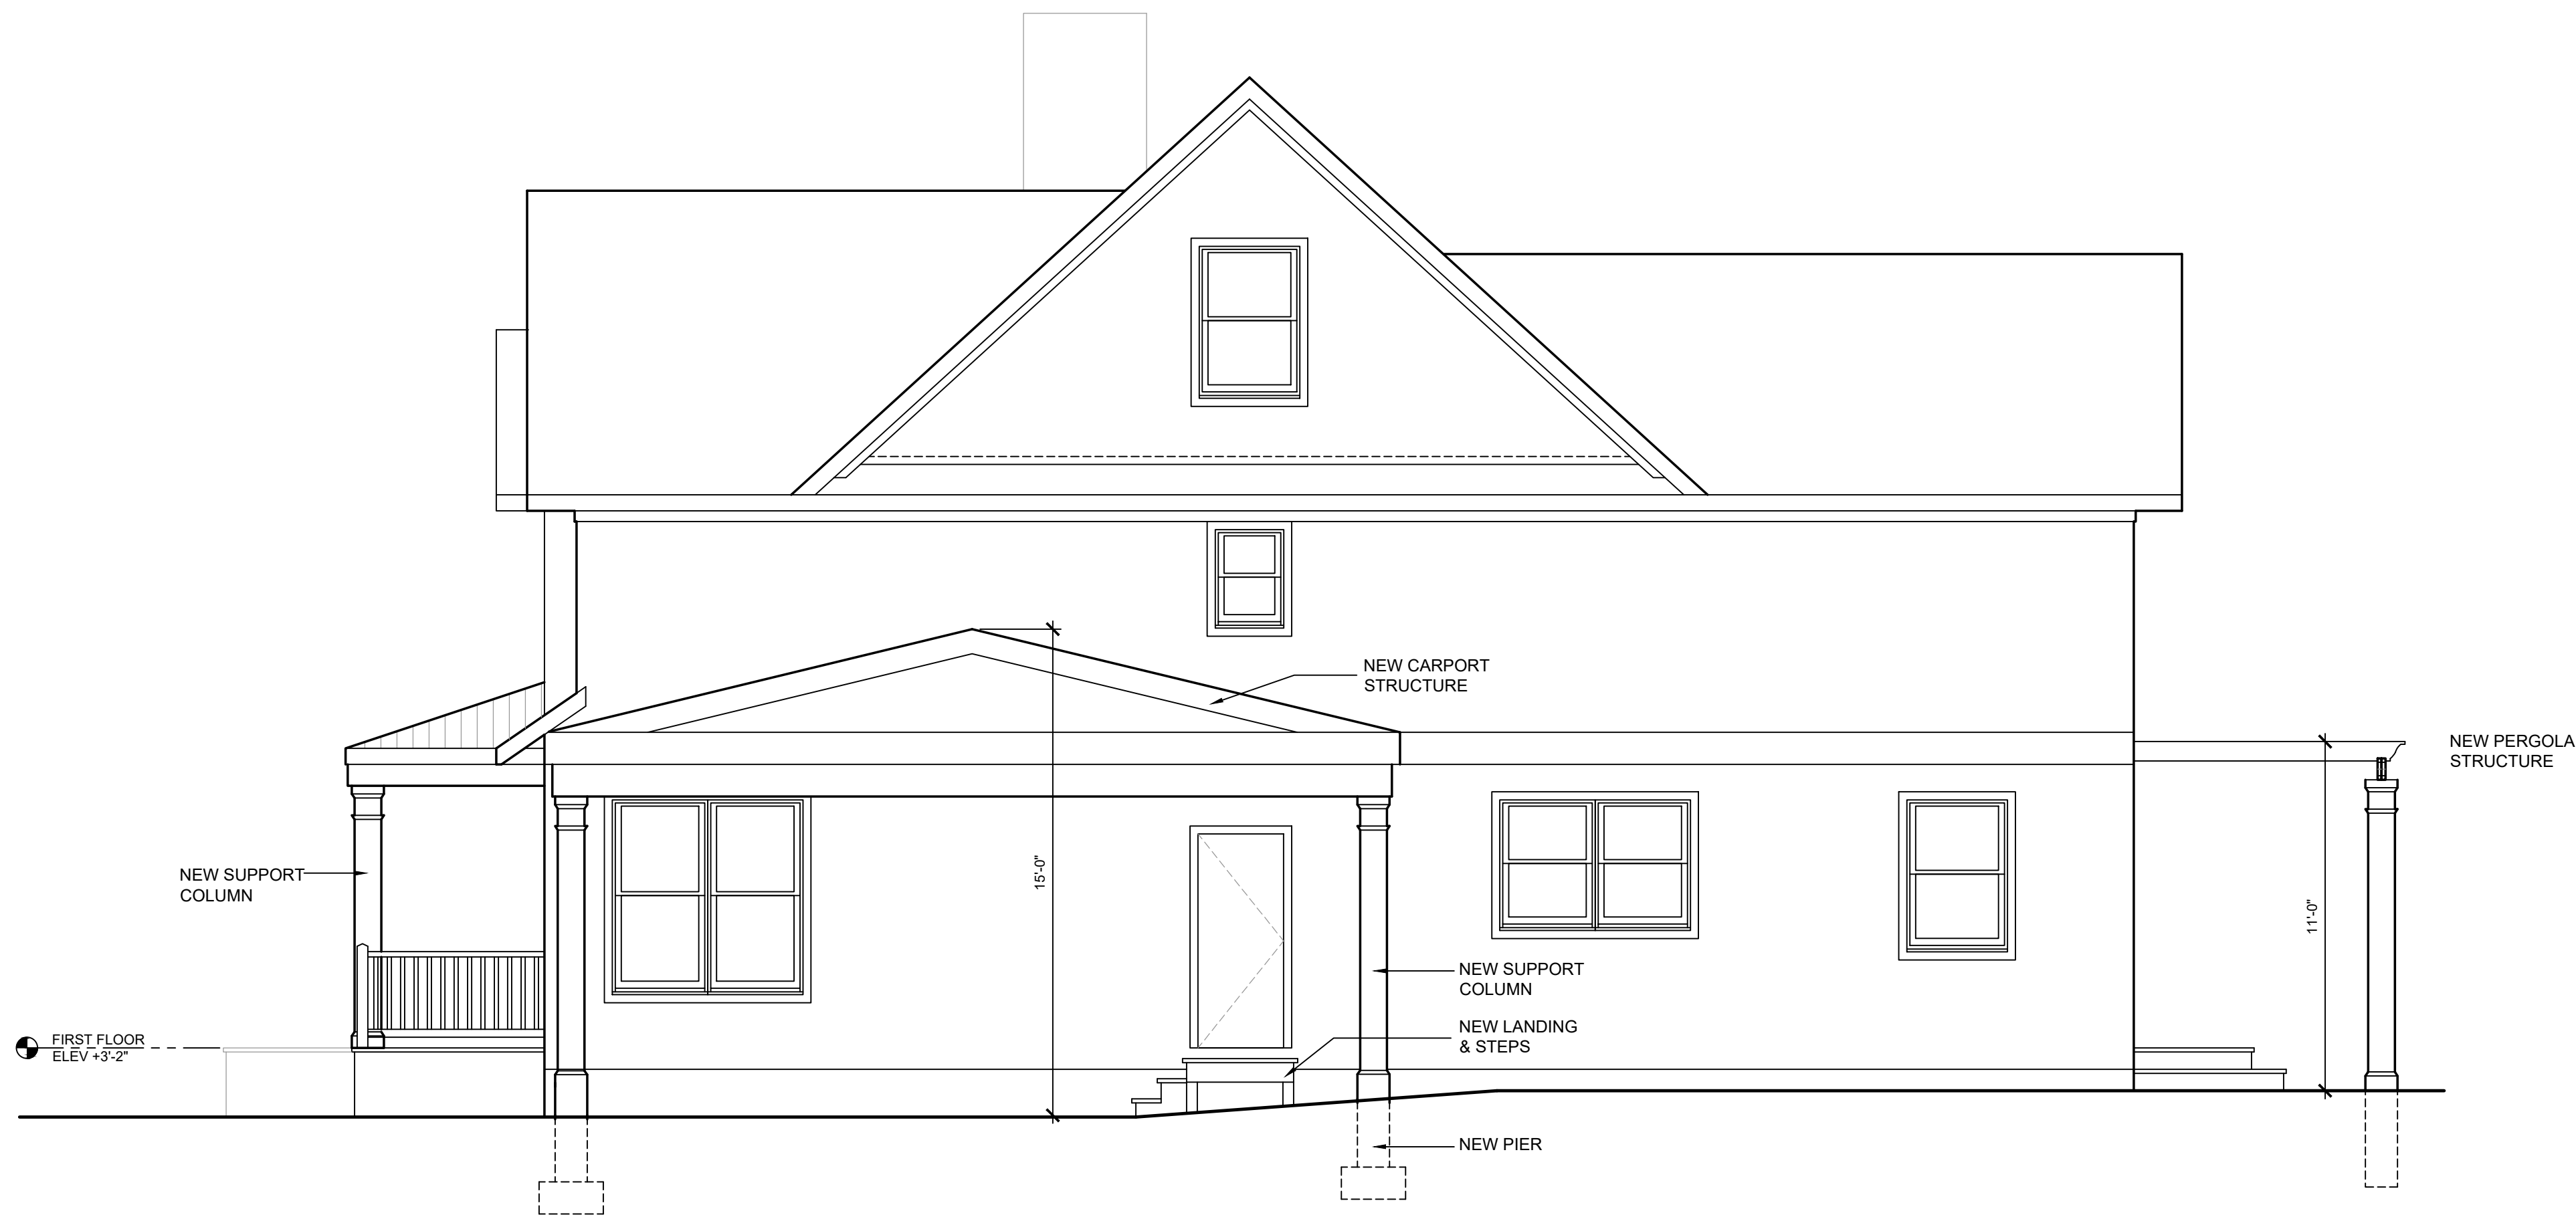 NEW CARPORT
STRUCTURE
NEW PERGOLA
STRUCTURE
NEW SUPPORT
COLUMN
15'-0"
11'-0"
NEW SUPPORT
COLUMN
NEW LANDING
& STEPS
FIRST FLOOR
ELEV +3'-2"
NEW PIER